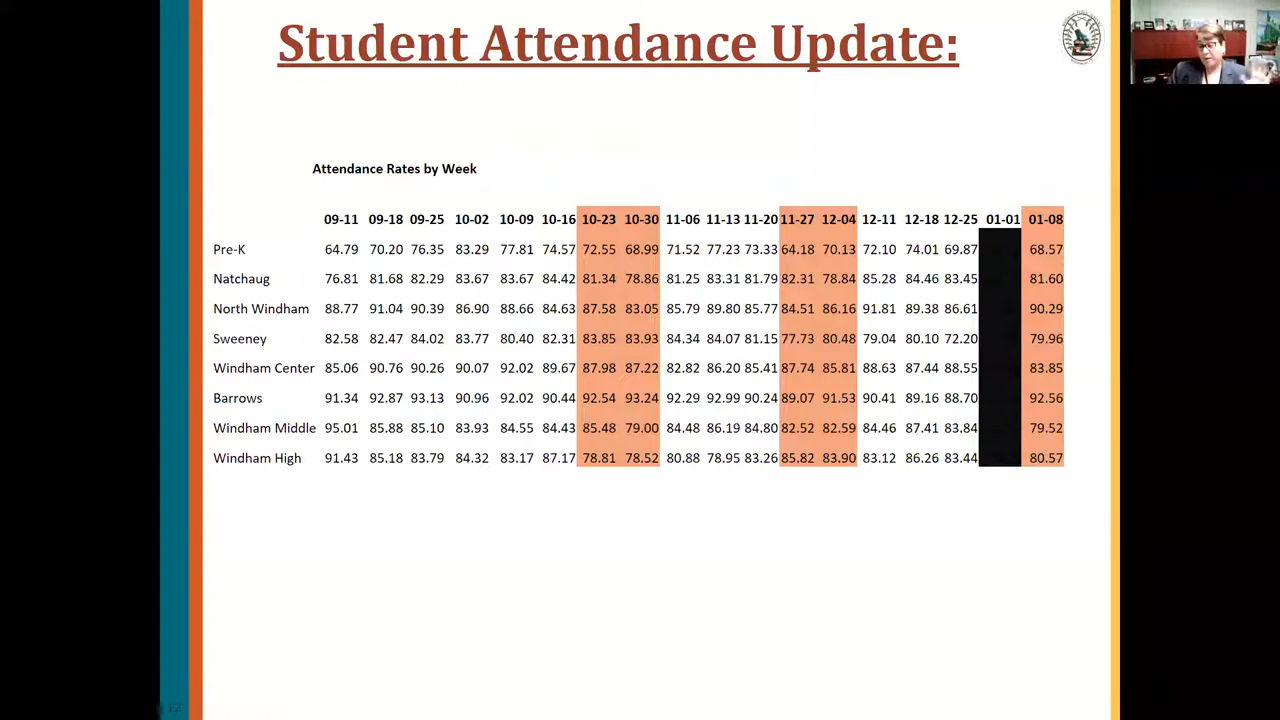 Student Attendance Update:
Attendance Rates by Week
09-11 09-18 09-25 10-02 10-09 10-16 10-23 10-30 11-06 11-13 11-20 11-27 12-04 12-11 12-18 12-25 01-01 01-08
Pre-K 64.79 70.20 76.35 83.29 77.81 74.57 72.55 68.99 71.52 77.23 73.33 64.18 70.13 72.10 74.01 69.87 68.57
Natchaug 76.81 81.68 82.29 83.67 83.67 84.42 81.34 78.86 81.25 83.31 81.79 82.31 78.84 85.28 84.46 83.45 81.60
North Windham 88.77 91.04 90.39 86.90 88.66 84.63 87.58 83.05 85.79 89.80 85.77 84.51 86.16 91.81 89.38 86.61 90.29
Sweeney 82.58 82.47 84.02 83.77 80.40 82.31 83.85 83.93 84.34 84.07 81.15 77.73 80.48 79.04 80.10 72.20 79.96
Windham Center 85.06 90.76 90.26 90.07 92.02 89.67 87.98 87.22 82.82 86.20 85.41 87.74 85.81 88.63 87.44 88.55 83.85
Barrows 91.34 92.87 93.13 90.96 92.02 90.44 92.54 93.24 92.29 92.99 90.24 89.07 91.53 90.41 89.16 88.70 92.56
Windham Middle 95.01 85.88 85.10 83.93 84.55 84.43 85.48 79.00 84.48 86.19 84.80 82.52 82.59 84.46 87.41 83.84 79.52
Windham High 91.43 85.18 83.79 84.32 83.17 87.17 78.81 78.52 80.88 78.95 83.26 85.82 83.90 83.12 86.26 83.44 80.57